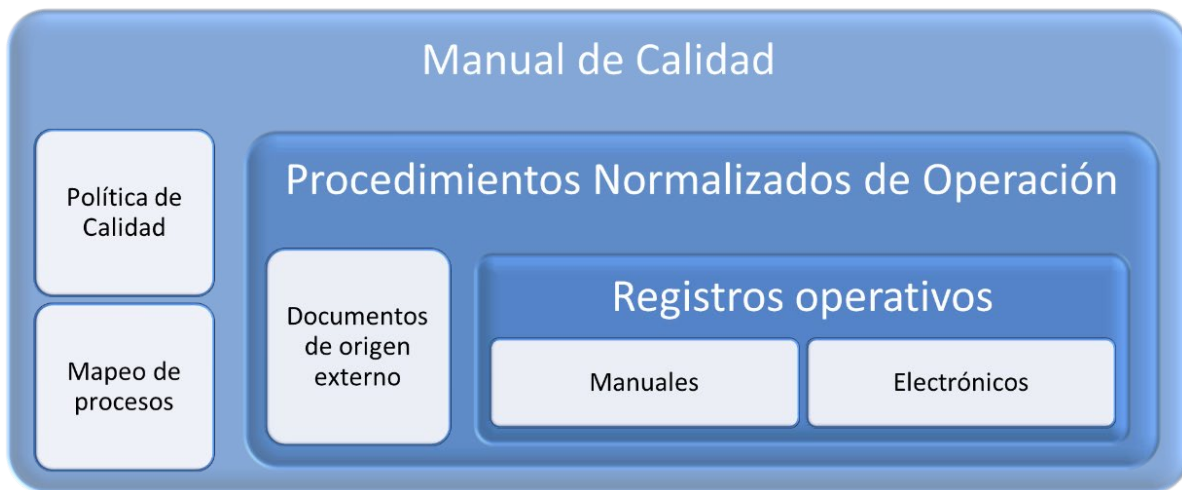 Manual de Calidad
Política de
Calidad
Mapeo de
procesos
Procedimientos Normalizados de Operación
Documentos
de origen
externo
Registros operativos
Manuales
Electrónicos